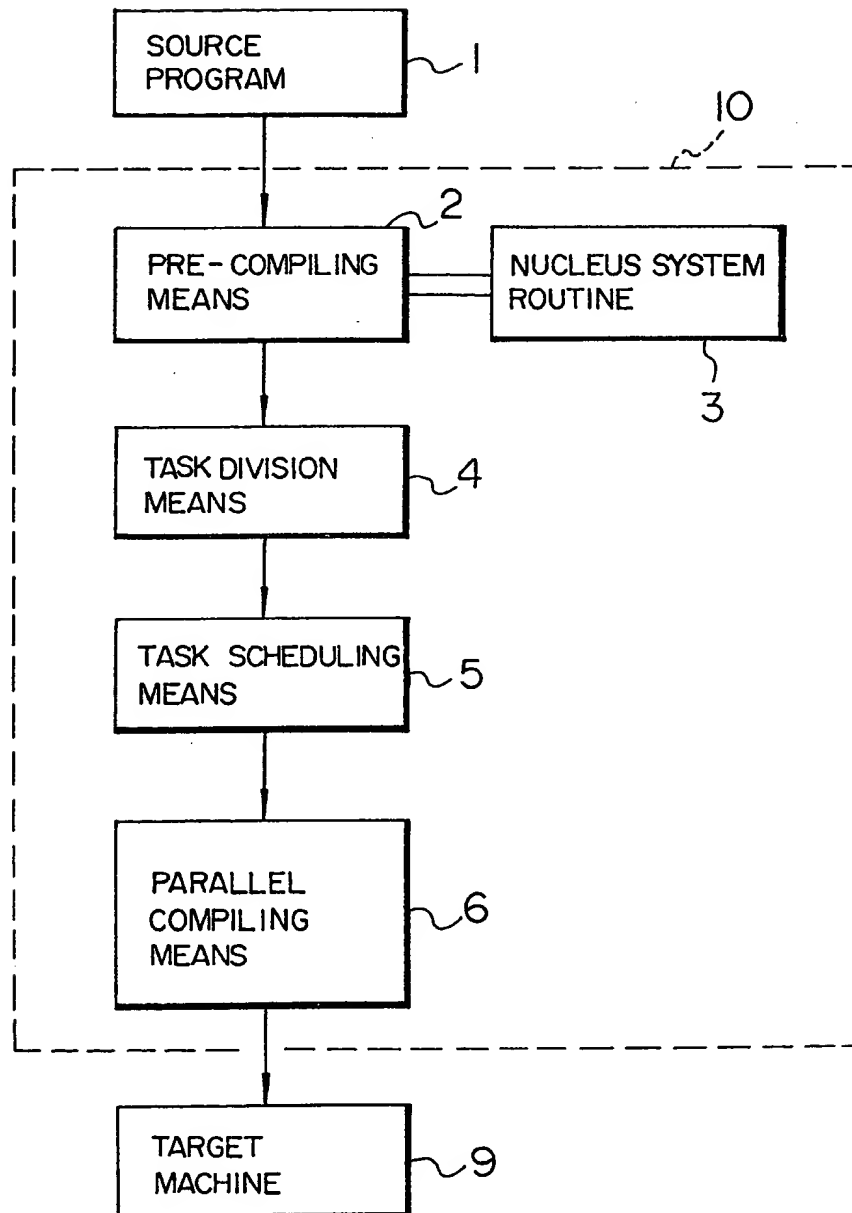 SOURCE
PROGRAM
1
10
2
PRE-COMPILING
MEANS
NUCLEUS SYSTEM
ROUTINE
3
TASK DIVISION
MEANS
4
TASK SCHEDULING
MEANS
5
PARALLEL
COMPILING
MEANS
6
TARGET
MACHINE
9